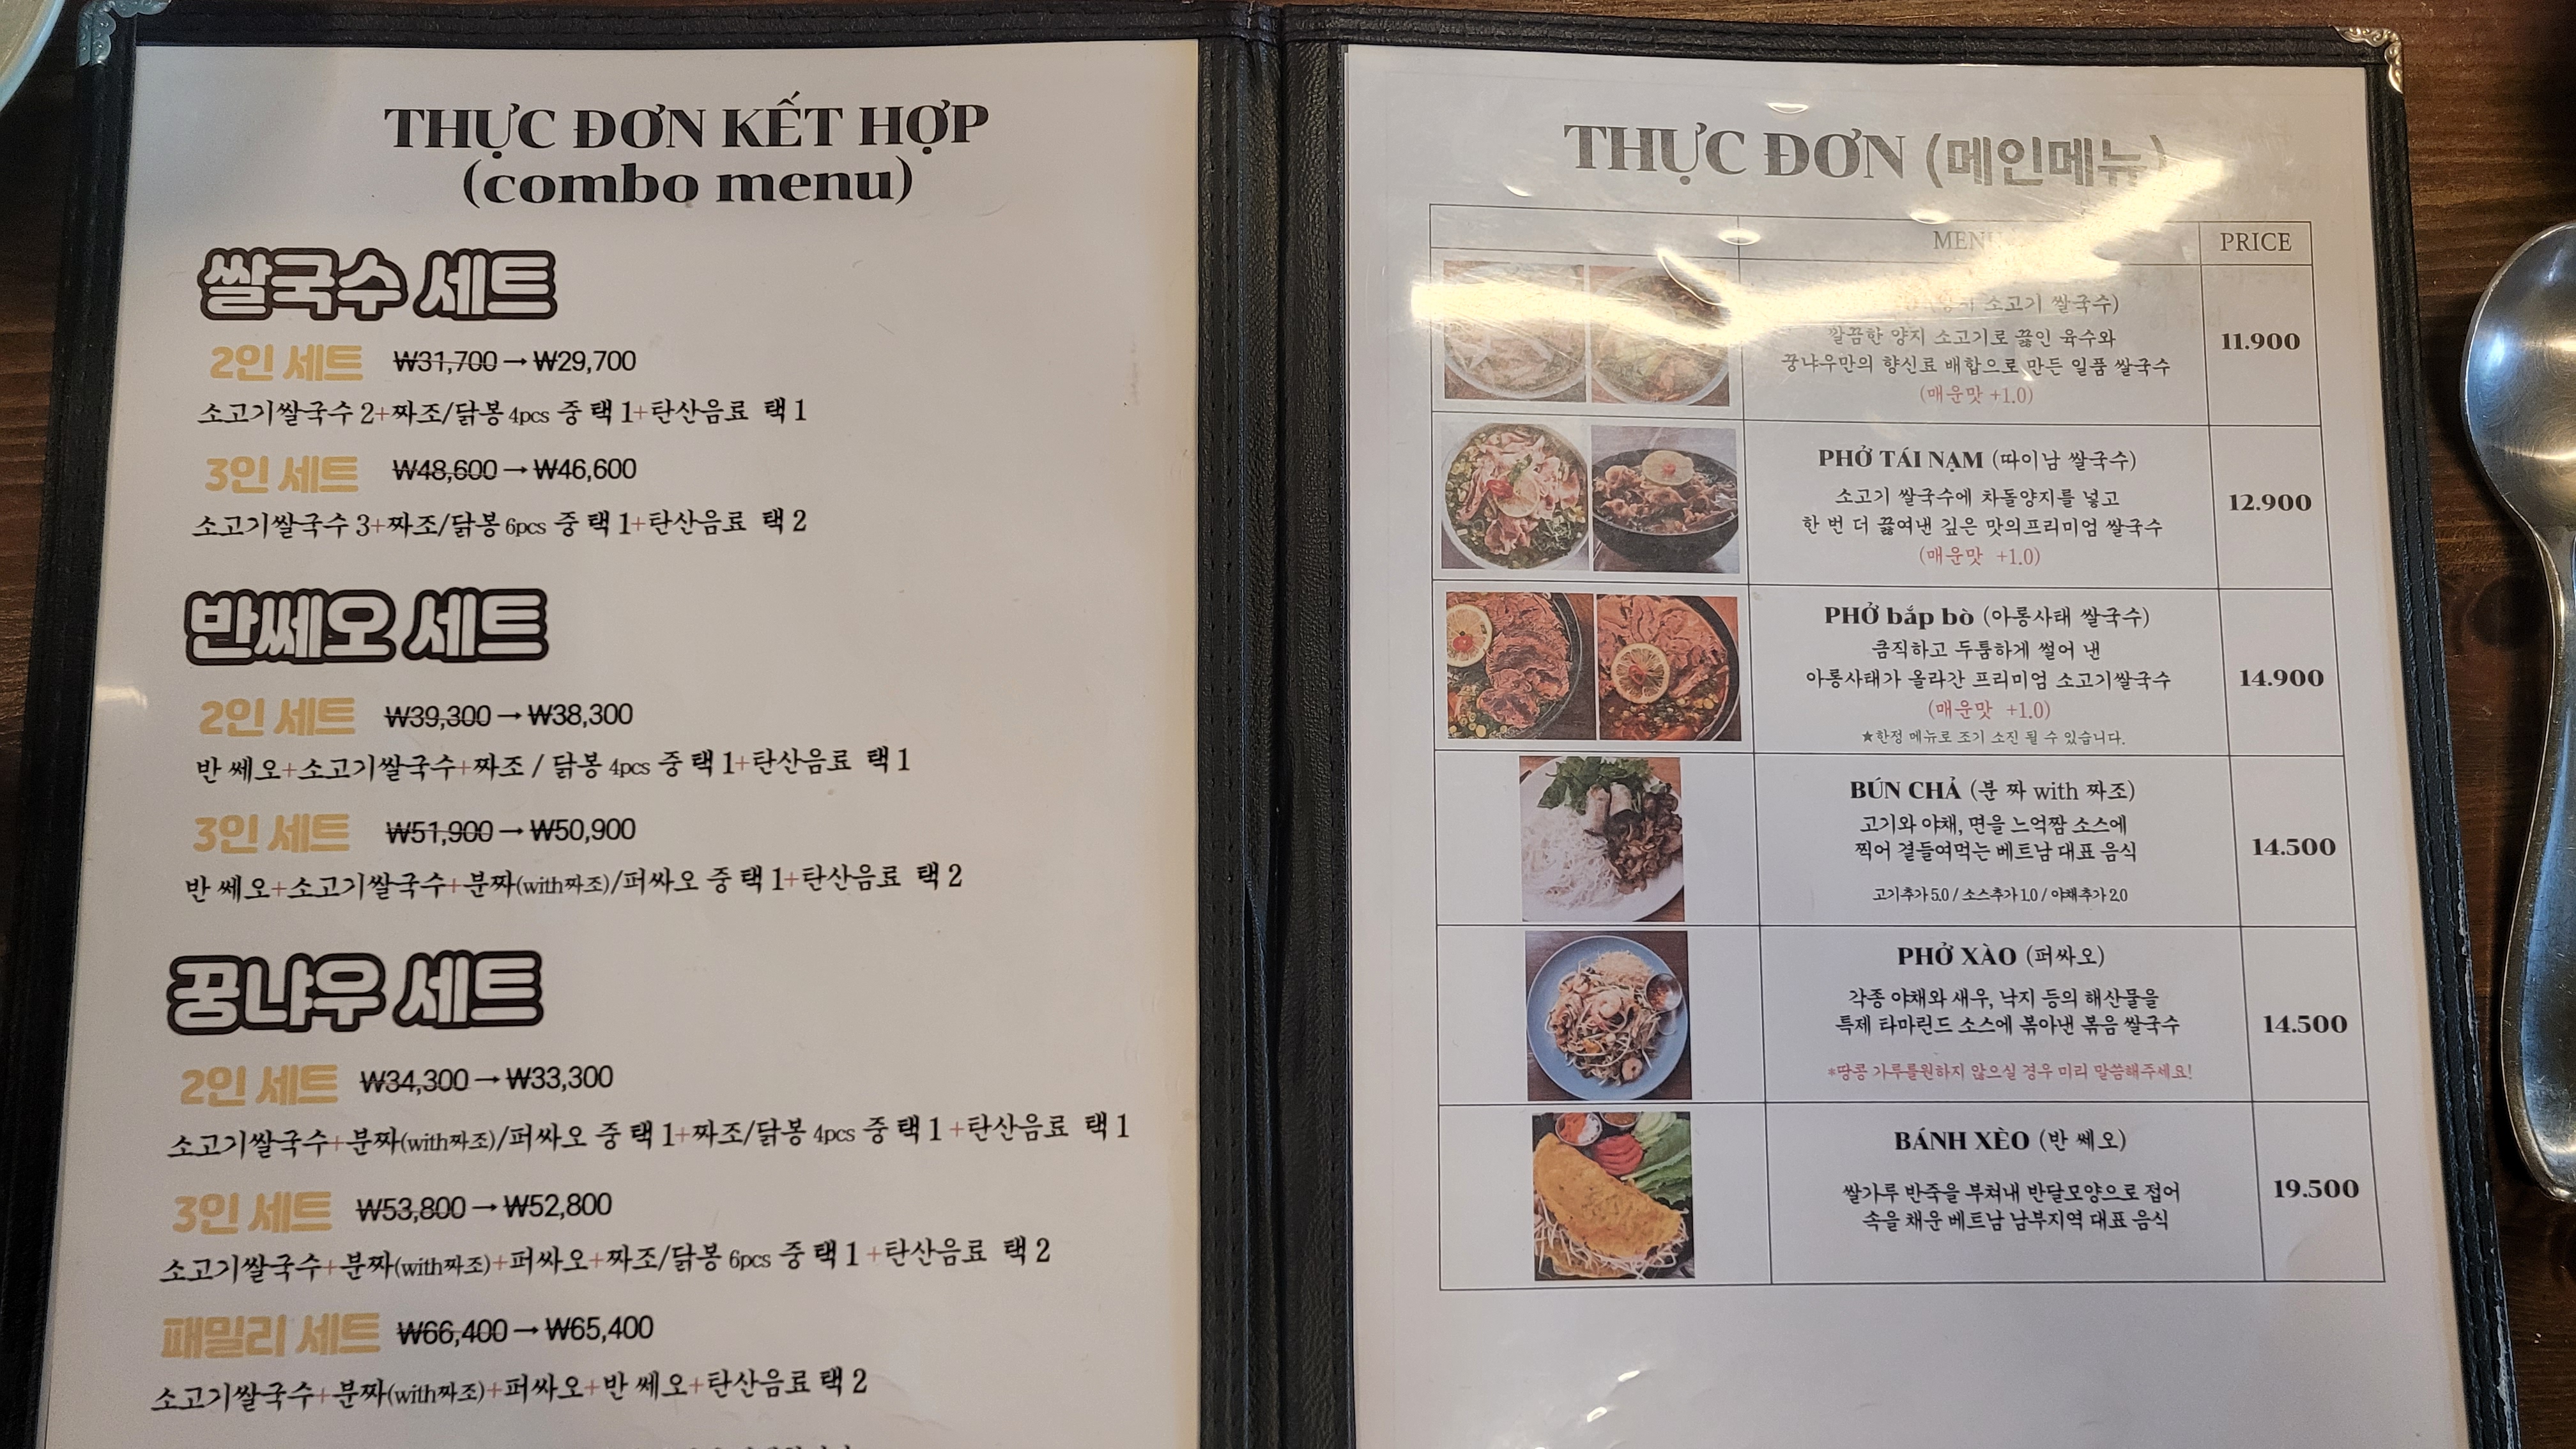 THỰC ĐƠN KẾT HỢP
(combo menu)
쌀국수 세트
2인 세트 ₩31,700→₩29,700
소고기쌀국수 2+짜조/닭봉 4pcs 중 택 1+탄산음료 택 1
3인 세트 ₩48,600→₩46,600
소고기쌀국수 3+짜조/닭봉 6pcs 중 택 1+탄산음료 택 2
반쎄오 세트
2인 세트 ₩39,300→₩38,300
반 쎄오+소고기쌀국수+짜조 / 닭봉 4pcs 중 택 1+탄산음료 택 1
3인 세트 ₩51,900→₩50,900
반 쎄오+소고기쌀국수+분짜(with짜조)/퍼싸오 중 택 1+탄산음료 택 2
꿍냐우 세트
2인 세트 ₩34,300→₩33,300
소고기쌀국수+분짜(with짜조)/퍼싸오 중 택 1+짜조/닭봉 4pcs 중 택 1 +탄산음료 택 1
3인 세트 ₩53,800→₩52,800
소고기쌀국수+분짜(with짜조)+퍼싸오+짜조/닭봉 6pcs 중 택 1 +탄산음료 택 2
패밀리 세트 ₩66,400→₩65,400
소고기쌀국수+분짜(with짜조)+퍼싸오+반 쎄오+탄산음료 택 2
THỰC ĐƠN (메인메뉴)
MENU PRICE
소고기 쌀국수)
깔끔한 양지 소고기로 끓인 육수와
꿍냐우만의 향신료 배합으로 만든 일품 쌀국수
(매운맛 +1.0)
11.900
PHỞ TÁI NẠM (따이남 쌀국수)
소고기 쌀국수에 차돌양지를 넣고
한 번 더 끓여낸 깊은 맛의프리미엄 쌀국수
(매운맛 +1.0)
12.900
PHỞ bắp bò (아롱사태 쌀국수)
큼직하고 두툼하게 썰어 낸
아롱사태가 올라간 프리미엄 소고기쌀국수
(매운맛 +1.0)
★한정 메뉴로 조기 소진 될 수 있습니다.
14.900
BÚN CHẢ (분 짜 with 짜조)
고기와 야채, 면을 느억짬 소스에
찍어 곁들여먹는 베트남 대표 음식
고기추가 5.0 / 소스추가 1.0 / 야채추가 2.0
14.500
PHỞ XÀO (퍼싸오)
각종 야채와 새우, 낙지 등의 해산물을
특제 타마린드 소스에 볶아낸 볶음 쌀국수
*땅콩 가루를원하지 않으실 경우 미리 말씀해주세요!
14.500
BÁNH XÈO (반 쎄오)
쌀가루 반죽을 부쳐내 반달모양으로 접어
속을 채운 베트남 남부지역 대표 음식
19.500